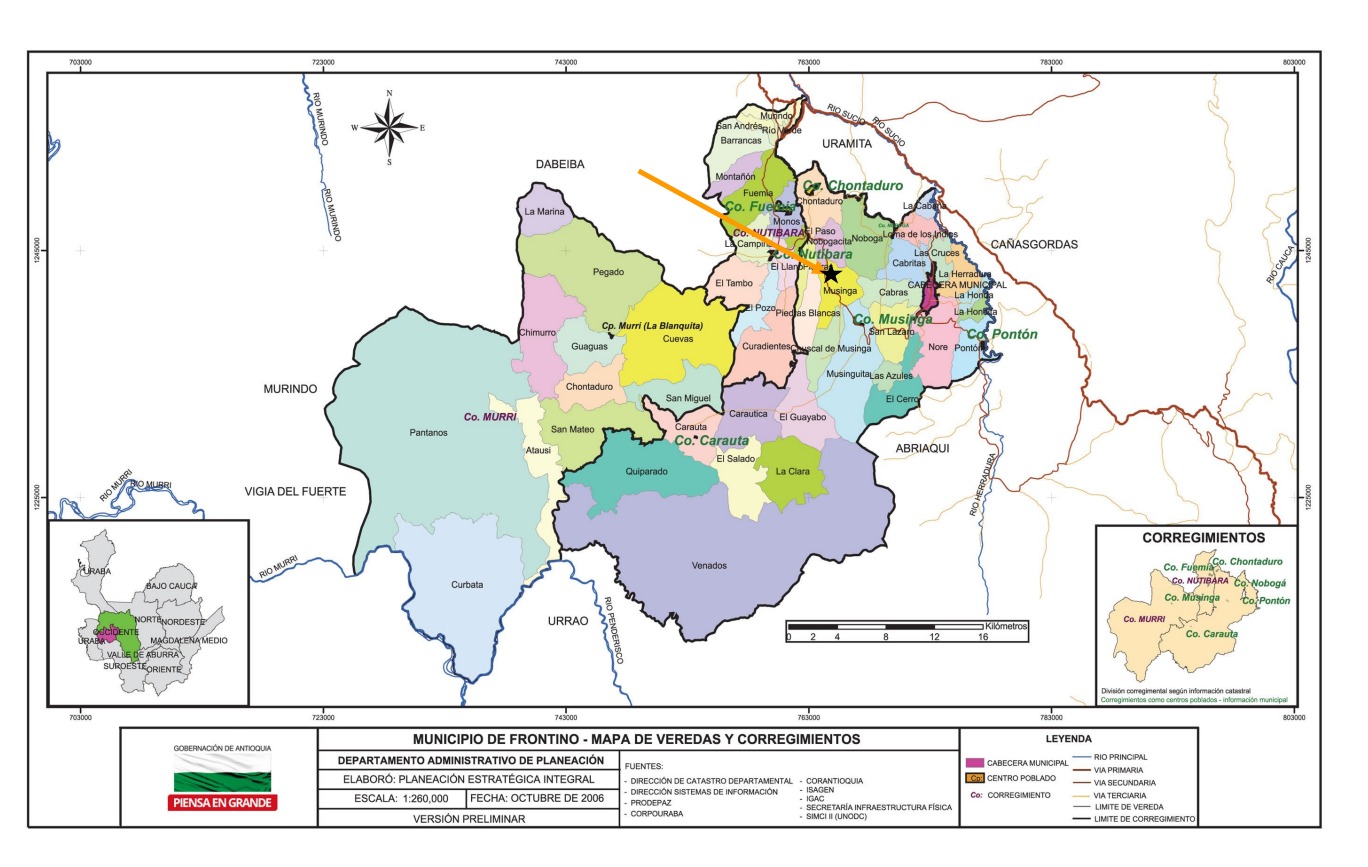 703000 723000 743000 763000 783000 803000
RIO MURINDO
RIO MURINDO
N
W E
S
DABEIBA
URAMITA
RIO SUCIO
RIO SUCIO
Murindo
San Andrés
Río Verde
Barrancas
Montañón
Fuemia
Co. Fuemia
Co. Chontaduro
Chontaduro
La Cabaña
La Marina
Monos
Co. NUTIBARA
El Paso
Nobogacita
Noboga
Loma de los Indios
La Campiña
Co. Nutibara
CAÑASGORDAS
Las Cruces
1245000
1245000
RIO CAUCA
Pegado
El Llano
Cabritas
La Herradura
El Tambo
Musinga
Cabras
CABECERA MUNICIPAL
La Honda
El Pozo
Piedras Blancas
La Honda
Co. Musinga
Cp. Murrí (La Blanquita)
Cuevas
Chimurro
San Lazaro
Co. Pontón
Guaguas
Curadientes
Chuscal de Musinga
Nore
Pontón
MURINDO
Chontaduro
Musinguita
Las Azules
San Miguel
El Cerro
Co. MURRI
Carautica
El Guayabo
Pantanos
San Mateo
Carauta
Co. Carauta
Atausi
ABRIAQUI
El Salado
Quiparado
La Clara
RIO MURRI
RIO MURRI
VIGIA DEL FUERTE
1225000
1225000
RIO HERRADURA
RIO MURRI
Curbata
Venados
URRAO
RIO PENDERISCO
Kilómetros
0 2 4 8 12 16
URABA
BAJO CAUCA
NORTE
NORDESTE
OCCIDENTE
URABA
MAGDALENA MEDIO
VALLE DE ABURRA
SUROESTE
ORIENTE
CORREGIMIENTOS
Co. Chontaduro
Co. Fuemia
Co. NUTIBARA
Co. Nobogá
Co. Musinga
Co. Pontón
Co. MURRI
Co. Carauta
División corregimental según información catastral
Corregimientos como centros poblados - información municipal
703000 723000 743000 763000 783000 803000
GOBERNACIÓN DE ANTIOQUIA
PIENSA EN GRANDE
MUNICIPIO DE FRONTINO - MAPA DE VEREDAS Y CORREGIMIENTOS
DEPARTAMENTO ADMINISTRATIVO DE PLANEACIÓN
ELABORÓ: PLANEACIÓN ESTRATÉGICA INTEGRAL
ESCALA: 1:260,000 FECHA: OCTUBRE DE 2006
VERSIÓN PRELIMINAR
FUENTES:
- DIRECCIÓN DE CATASTRO DEPARTAMENTAL
- DIRECCIÓN SISTEMAS DE INFORMACIÓN
- PRODEPAZ
- CORPOURABA
- CORANTIOQUIA
- ISAGEN
- IGAC
- SECRETARÍA INFRAESTRUCTURA FÍSICA
- SIMCI II (UNODC)
LEYENDA
CABECERA MUNICIPAL
Cp: CENTRO POBLADO
Co: CORREGIMIENTO
RIO PRINCIPAL
VIA PRIMARIA
VIA SECUNDARIA
VIA TERCIARIA
LIMITE DE VEREDA
LIMITE DE CORREGIMIENTO